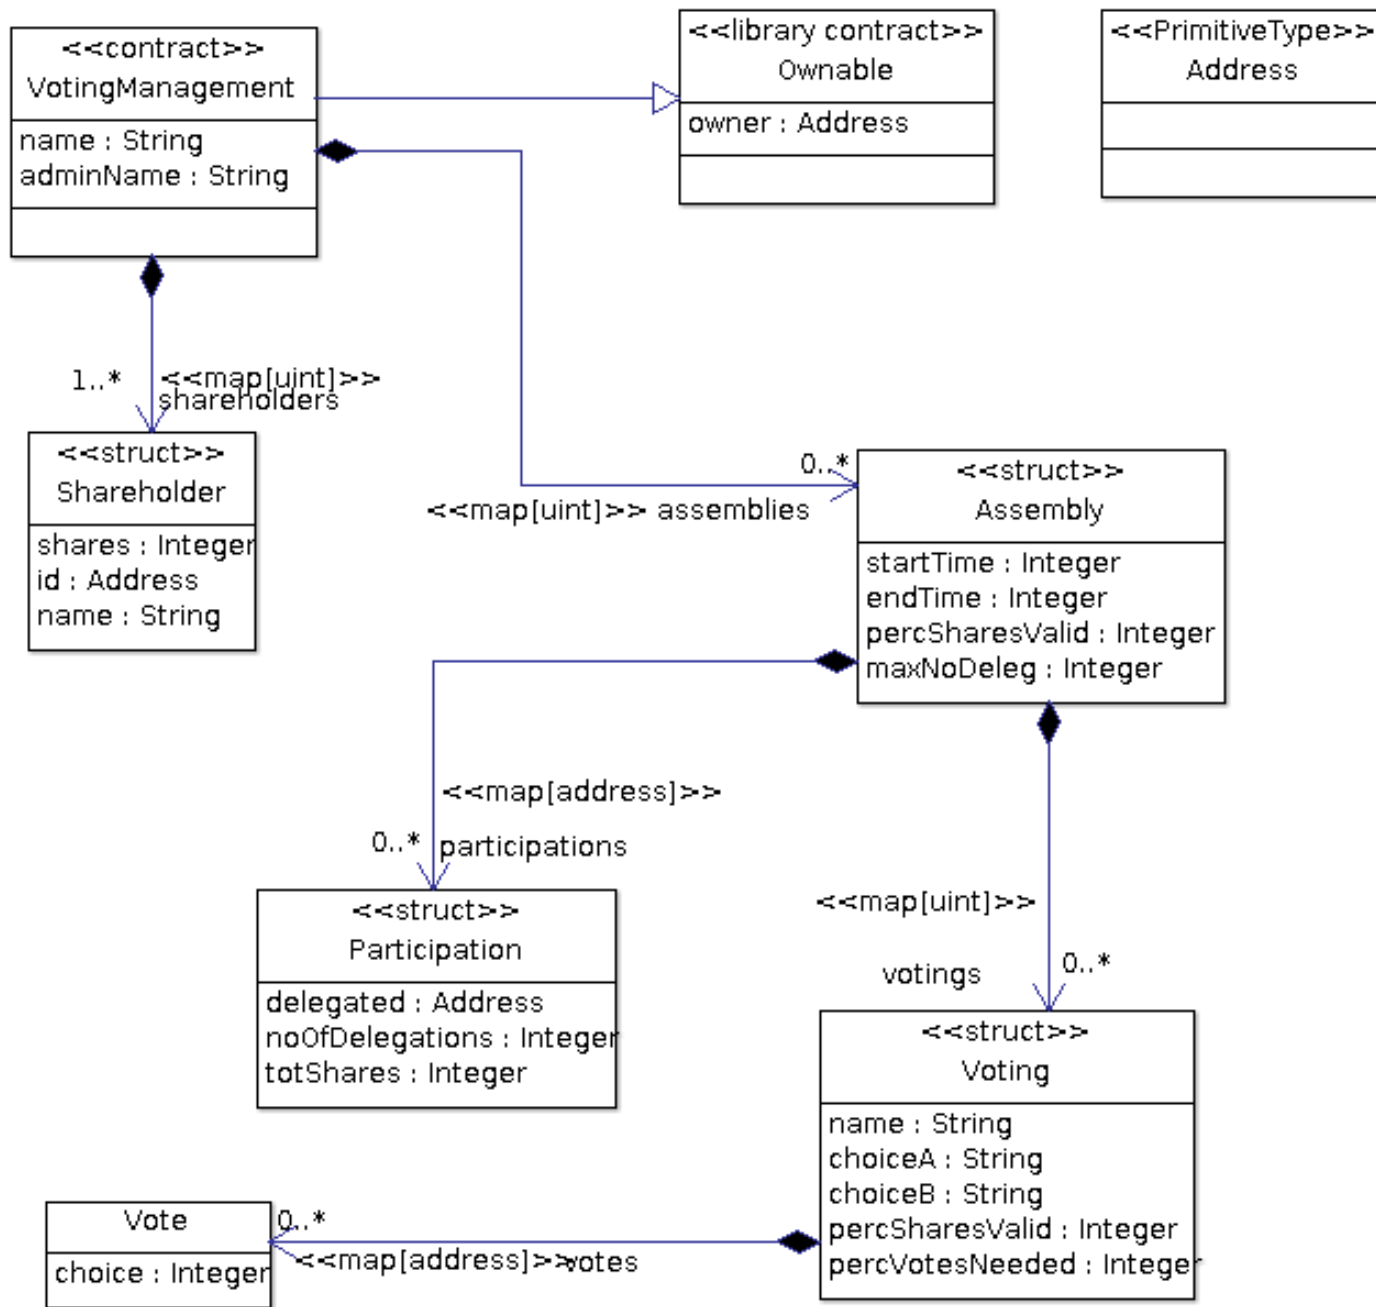 <<contract>>
VotingManagement
name : String
adminName : String
<<library contract>>
Ownable
owner : Address
<<PrimitiveType>>
Address
1..*
<<map[uint]>>
shareholders
<<struct>>
Shareholder
shares : Integer
id : Address
name : String
0..*
<<map[uint]>> assemblies
<<struct>>
Assembly
startTime : Integer
endTime : Integer
percSharesValid : Integer
maxNoDeleg : Integer
<<map[address]>>
0..*
participations
<<struct>>
Participation
delegated : Address
noOfDelegations : Integer
totShares : Integer
<<map[uint]>>
votings
0..*
<<struct>>
Voting
name : String
choiceA : String
choiceB : String
percSharesValid : Integer
percVotesNeeded : Integer
Vote
choice : Integer
0..*
<<map[address]>>votes